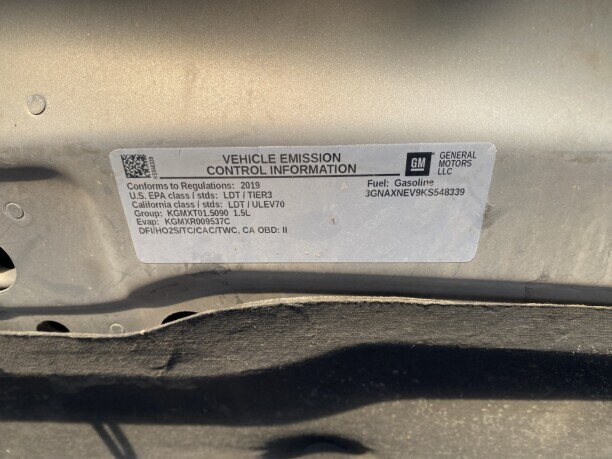 VEHICLE EMISSION
CONTROL INFORMATION
GM
GENERAL
MOTORS
LLC
Conforms to Regulations: 2019
U.S. EPA class / stds: LDT / TIER3
California class / stds: LDT / ULEV70
Group: KGMXT01.5090 1.5L
Evap: KGMXR009537C
DFI/HO2S/TC/CAC/TWC, CA OBD: II
Fuel: Gasoline
3GNAXNEV9KS548339